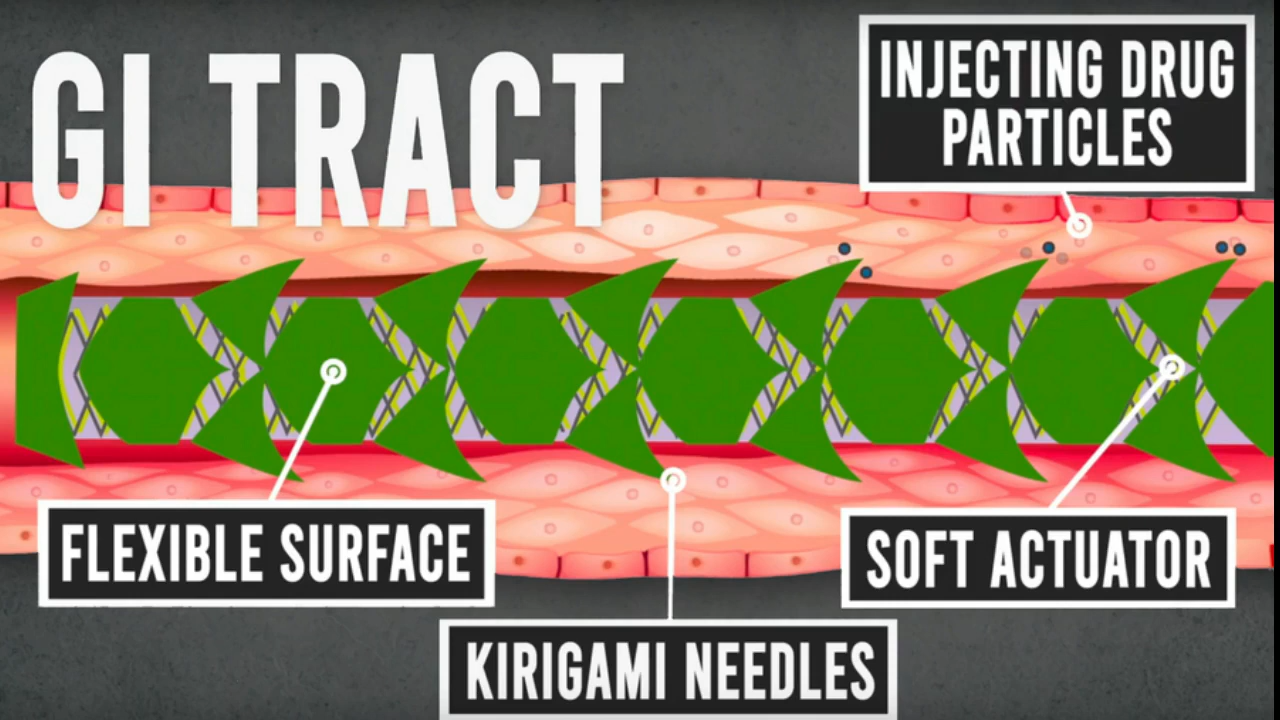 GI TRACT
INJECTING DRUG
PARTICLES
FLEXIBLE SURFACE
SOFT ACTUATOR
KIRIGAMI NEEDLES